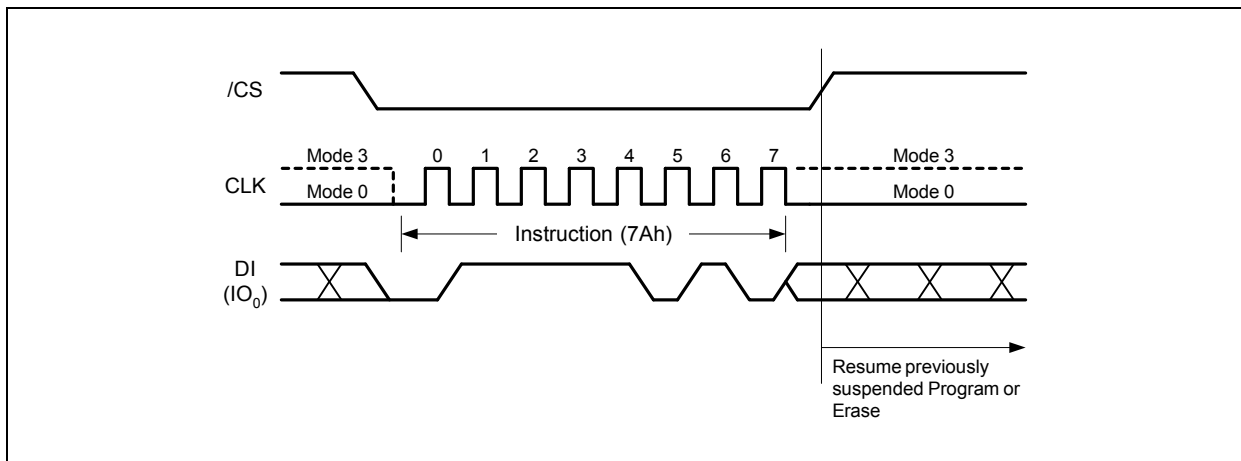 /CS
CLK
Mode 3
Mode 0
0 1 2 3 4 5 6 7
Mode 3
Mode 0
Instruction (7Ah)
DI
(IO₀)
Resume previously
suspended Program or
Erase